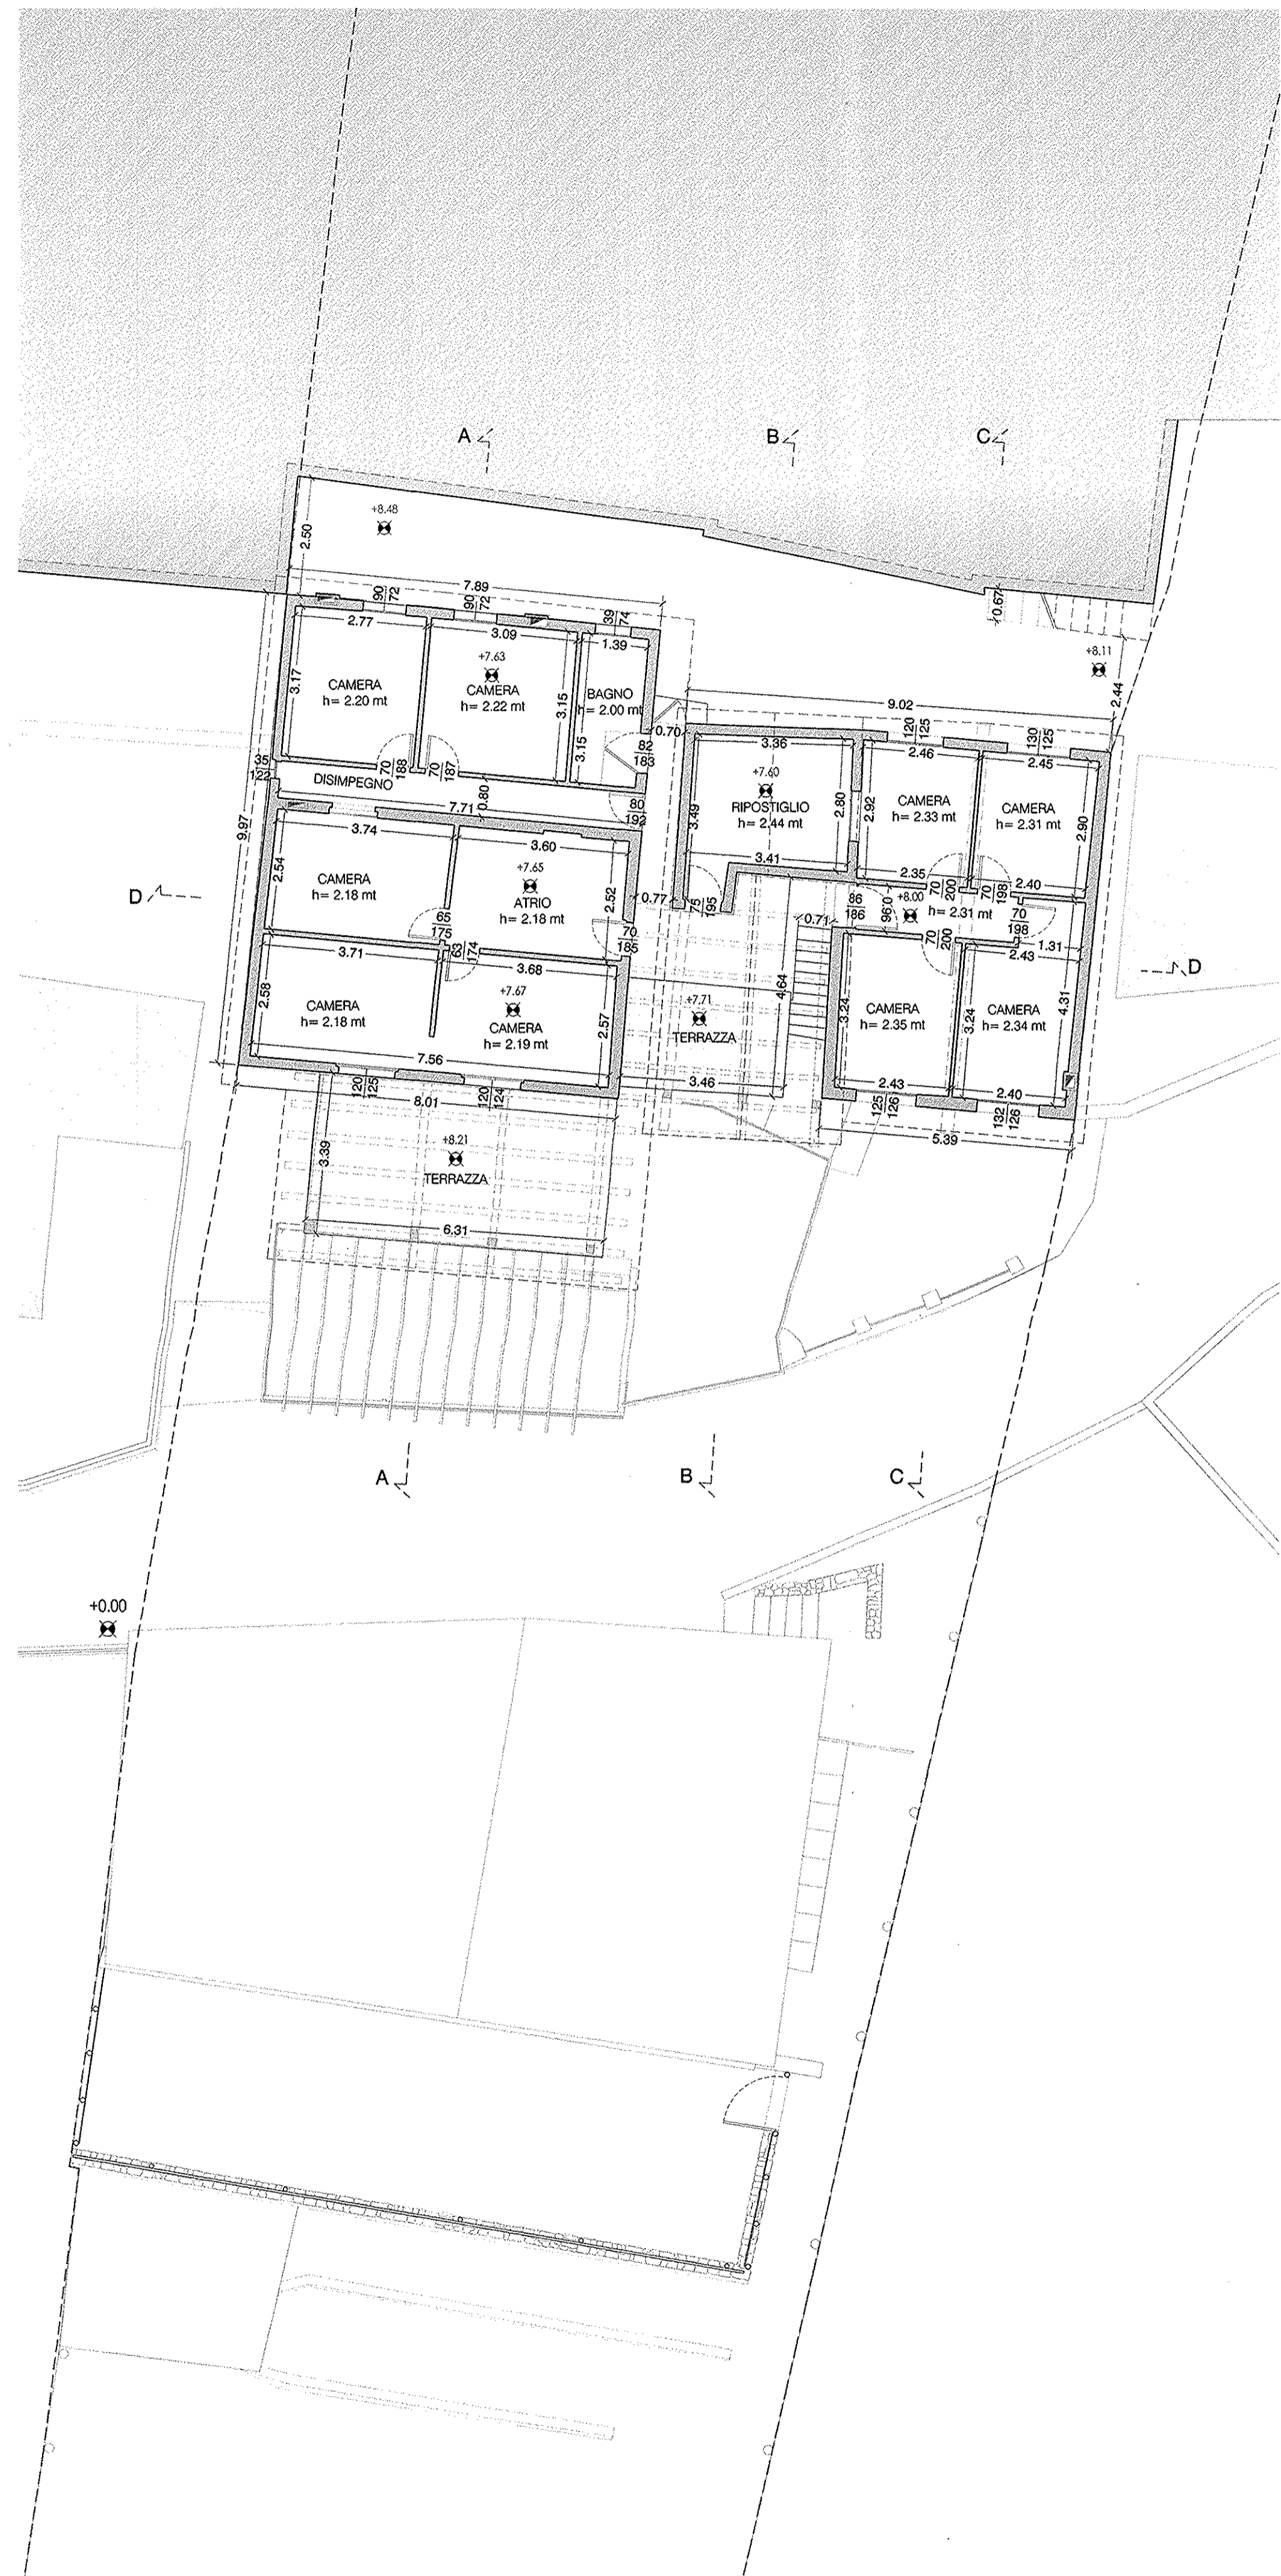 A
B
C
+8.48
2.50
7.89
90
72
90
72
39
74
0.67
2.77
3.09
1.39
+8.11
2.44
+7.63
3.17
CAMERA
h= 2.20 mt
CAMERA
h= 2.22 mt
3.15
BAGNO
h= 2.00 mt
3.15
9.02
0.70
120
125
130
125
82
183
3.36
2.46
2.45
35
122
70
188
70
187
DISIMPEGNO
0.80
7.71
80
192
+7.60
RIPOSTIGLIO
h= 2.44 mt
3.49
2.80
2.92
CAMERA
h= 2.33 mt
CAMERA
h= 2.31 mt
2.90
9.97
3.74
3.60
3.41
2.35
2.40
2.54
CAMERA
h= 2.18 mt
+7.65
ATRIO
h= 2.18 mt
2.52
0.77
75
195
86
186
0.96
70
200
+8.00
h= 2.31 mt
70
198
70
198
D
65
175
63
174
70
185
0.71
70
200
1.31
2.43
D
3.71
3.68
2.58
CAMERA
h= 2.18 mt
+7.67
CAMERA
h= 2.19 mt
2.57
+7.71
TERRAZZA
4.64
3.24
CAMERA
h= 2.35 mt
3.24
CAMERA
h= 2.34 mt
4.31
7.56
3.46
2.43
2.40
120
125
120
124
8.01
125
126
132
126
5.39
3.39
+8.21
TERRAZZA
6.31
A
B
C
+0.00